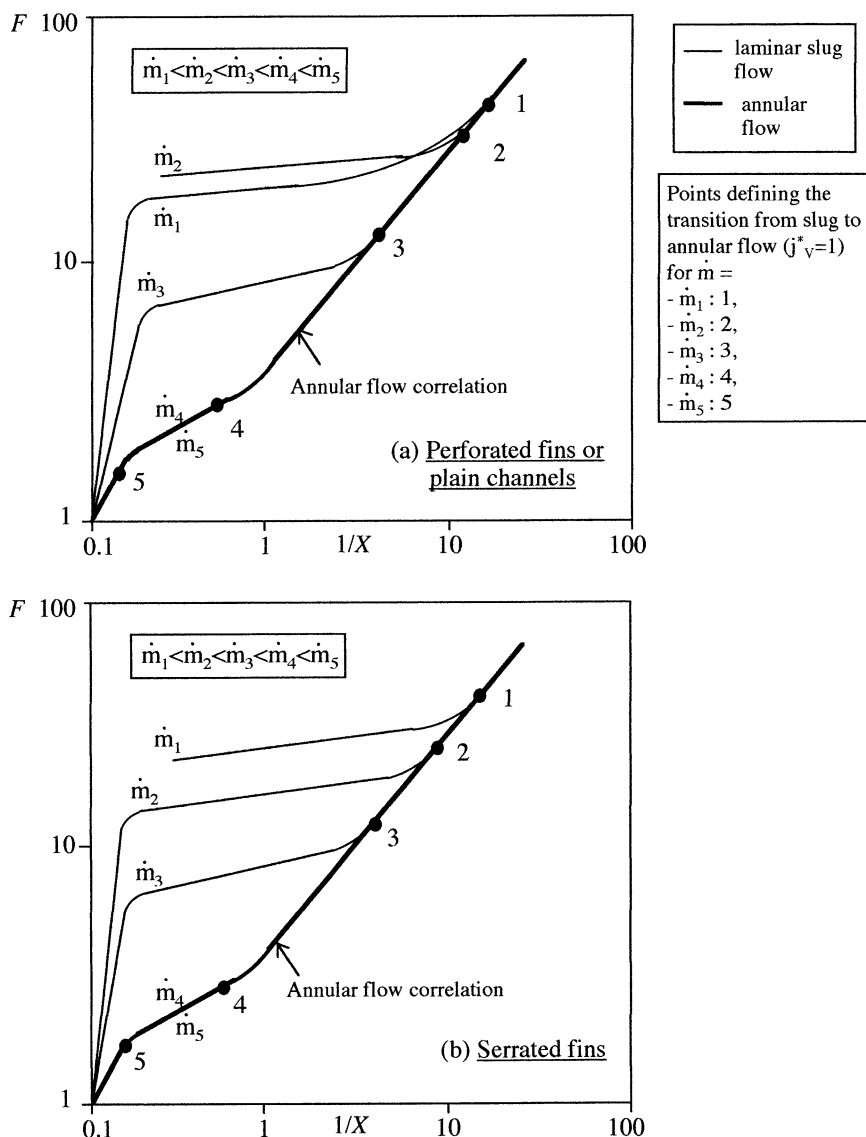 F 100
ṁ1<ṁ2<ṁ3<ṁ4<ṁ5
laminar slug
flow
annular
flow
1
2
ṁ2
ṁ1
Points defining the
transition from slug to
annular flow (j*V=1)
for ṁ =
- ṁ1 : 1,
- ṁ2 : 2,
- ṁ3 : 3,
- ṁ4 : 4,
- ṁ5 : 5
3
10
ṁ3
Annular flow correlation
ṁ4
ṁ5
4
5
(a) Perforated fins or
plain channels
1
0.1 1 1/X 10 100
F 100
ṁ1<ṁ2<ṁ3<ṁ4<ṁ5
1
ṁ1
2
ṁ2
3
10
ṁ3
Annular flow correlation
ṁ4
ṁ5
4
5
(b) Serrated fins
1
0.1 1 1/X 10 100